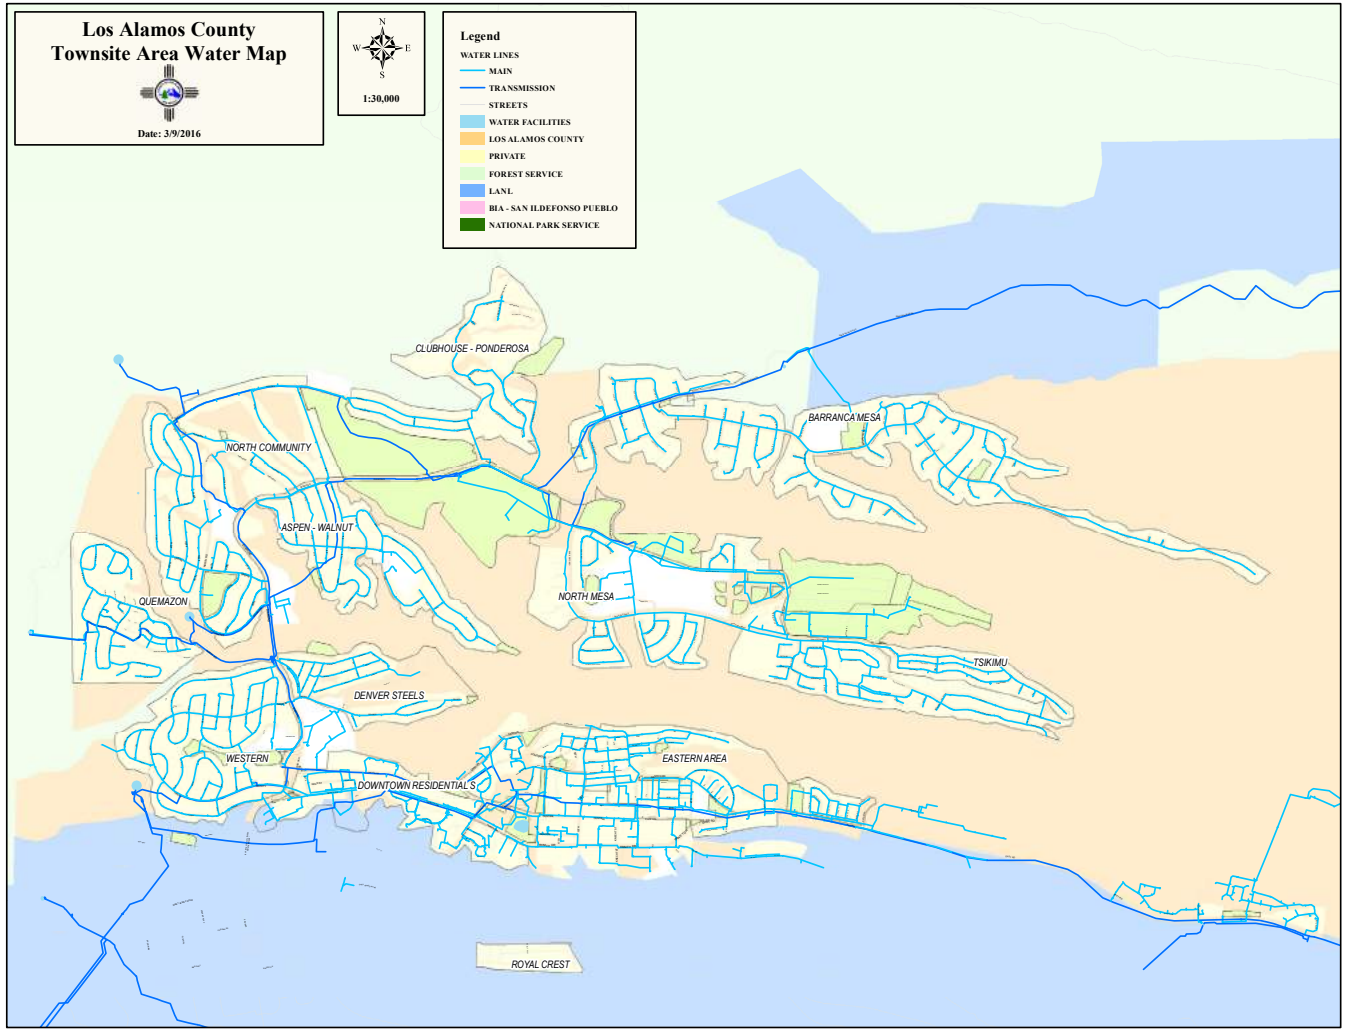 Los Alamos County
Townsite Area Water Map
Date: 3/9/2016
N
W
E
S
1:30,000
Legend
WATER LINES
MAIN
TRANSMISSION
STREETS
WATER FACILITIES
LOS ALAMOS COUNTY
PRIVATE
FOREST SERVICE
LANL
BIA - SAN ILDEFONSO PUEBLO
NATIONAL PARK SERVICE
CLUBHOUSE - PONDEROSA
BARRANCA MESA
NORTH COMMUNITY
ASPEN - WALNUT
QUEMAZON
NORTH MESA
TSIKIMU
DENVER STEELS
WESTERN
EASTERN AREA
DOWNTOWN RESIDENTIALS
ROYAL CREST